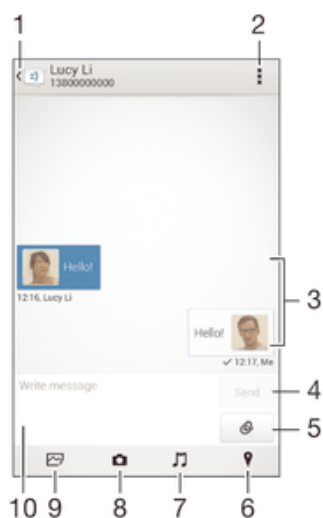 1 2
:) Lucy Li
13800000000
Hello!
12:16, Lucy Li
3
Hello!
✓ 12:17, Me
Write message
Send 4
5
10 9 8 7 6